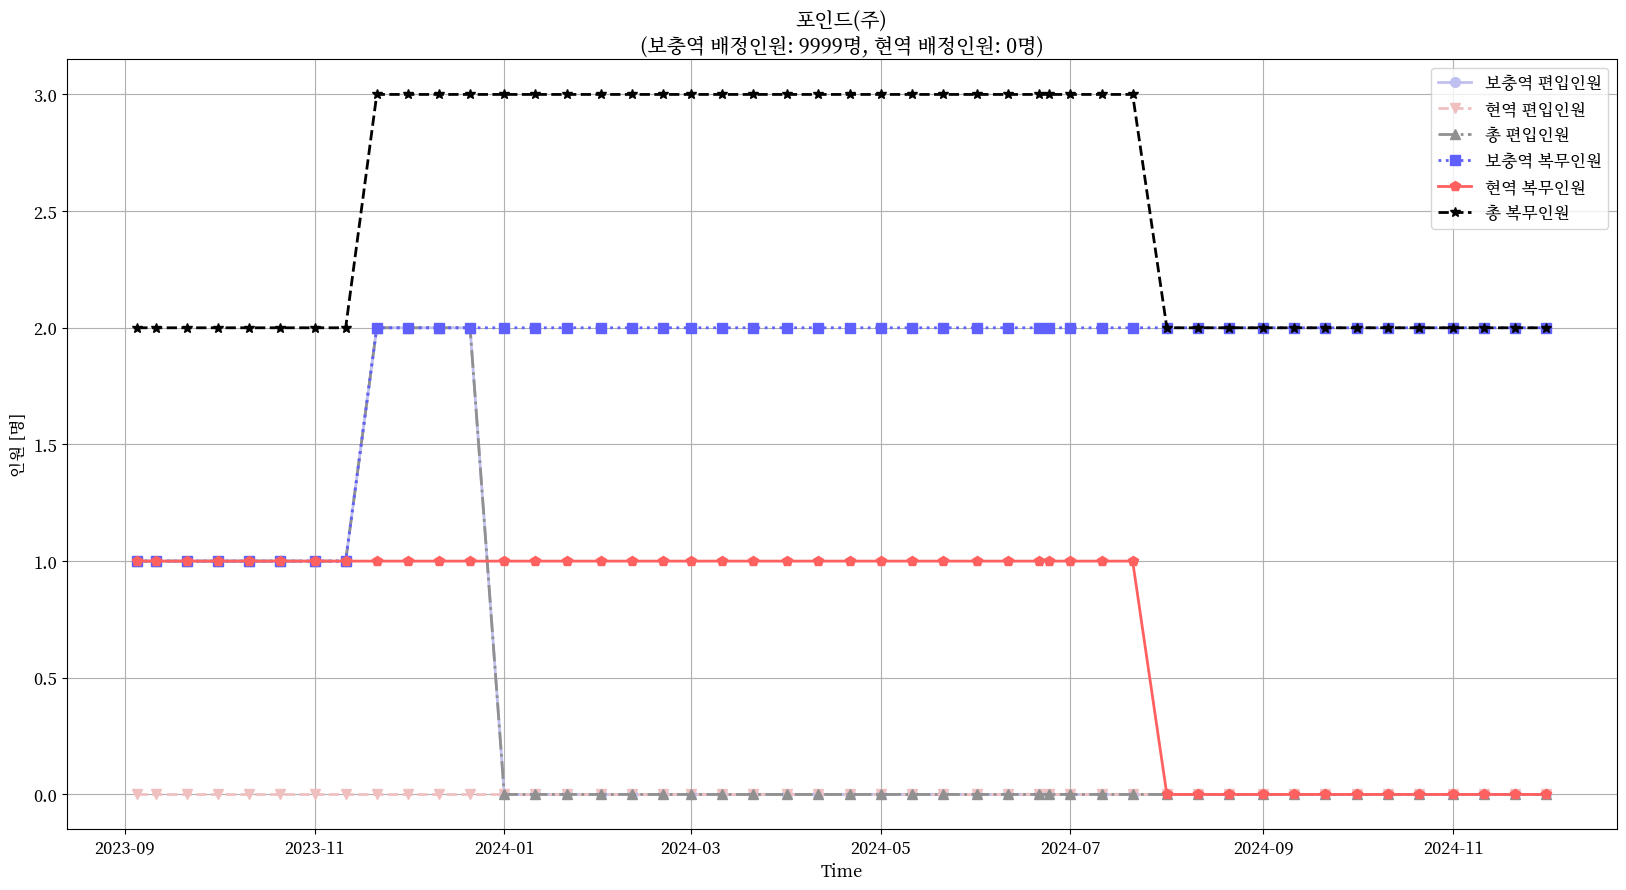 포인드(주)
(보충역 배정인원: 9999명, 현역 배정인원: 0명)
보충역 편입인원
현역 편입인원
총 편입인원
보충역 복무인원
현역 복무인원
총 복무인원
인원 [명]
3.0
2.5
2.0
1.5
1.0
0.5
0.0
2023-09
2023-11
2024-01
2024-03
2024-05
2024-07
2024-09
2024-11
Time